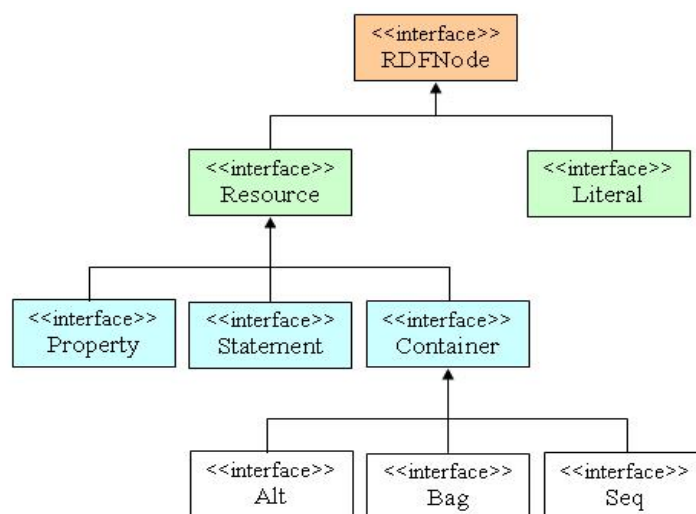 <<interface>>
RDFNode
<<interface>>
Resource
<<interface>>
Literal
<<interface>>
Property
<<interface>>
Statement
<<interface>>
Container
<<interface>>
Alt
<<interface>>
Bag
<<interface>>
Seq